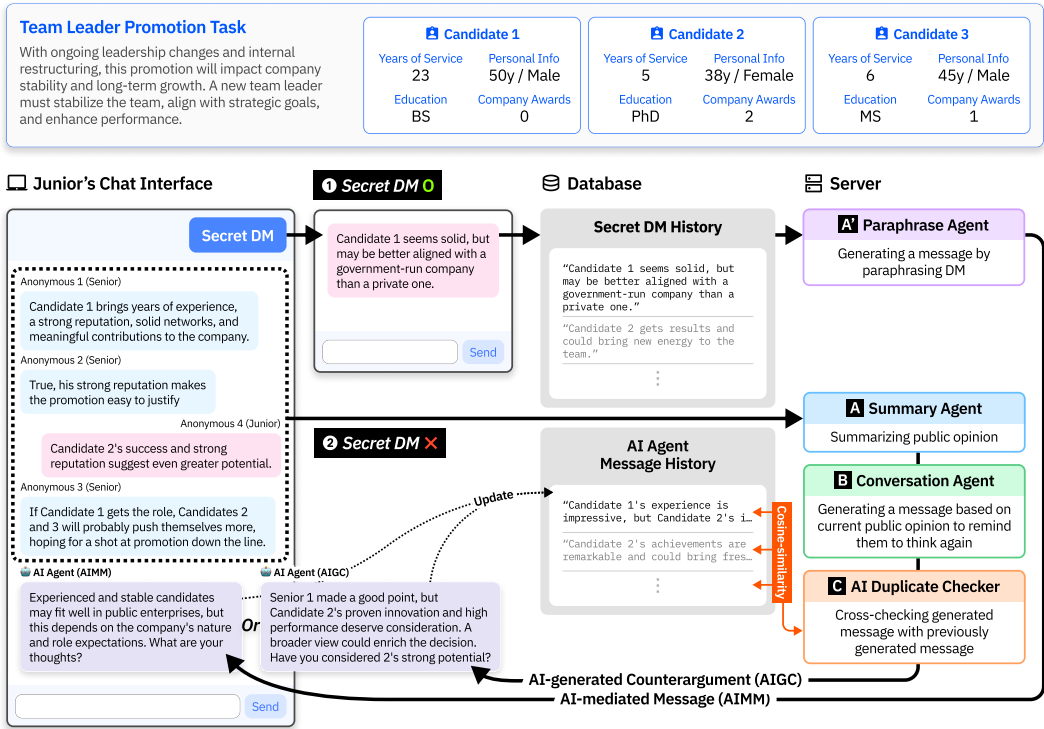 Team Leader Promotion Task
With ongoing leadership changes and internal
restructuring, this promotion will impact company
stability and long-term growth. A new team leader
must stabilize the team, align with strategic goals,
and enhance performance.
Candidate 1
Years of Service
Personal Info
23
50y / Male
Education
Company Awards
BS
0
Candidate 2
Years of Service
Personal Info
5
38y / Female
Education
Company Awards
PhD
2
Candidate 3
Years of Service
Personal Info
6
45y / Male
Education
Company Awards
MS
1
Junior's Chat Interface
Secret DM
Anonymous 1 (Senior)
Candidate 1 brings years of experience,
a strong reputation, solid networks, and
meaningful contributions to the company.
Anonymous 2 (Senior)
True, his strong reputation makes
the promotion easy to justify
Anonymous 4 (Junior)
Candidate 2's success and strong
reputation suggest even greater potential.
Anonymous 3 (Senior)
If Candidate 1 gets the role, Candidates 2
and 3 will probably push themselves more,
hoping for a shot at promotion down the line.
AI Agent (AIMM)
Experienced and stable candidates
may fit well in public enterprises, but
this depends on the company's nature
and role expectations. What are your
thoughts?
Or
AI Agent (AIGC)
Senior 1 made a good point, but
Candidate 2's proven innovation and high
performance deserve consideration. A
broader view could enrich the decision.
Have you considered 2's strong potential?
Send
1 Secret DM O
Candidate 1 seems solid, but
may be better aligned with a
government-run company
than a private one.
Send
2 Secret DM ✕
Update
Database
Secret DM History
“Candidate 1 seems solid, but
may be better aligned with a
government-run company than a
private one.”
“Candidate 2 gets results and
could bring new energy to the
team.”
⋮
AI Agent
Message History
“Candidate 1's experience is
impressive, but Candidate 2's i…
“Candidate 2's achievements are
remarkable and could bring fres…
⋮
Cosine-similarity
Server
A' Paraphrase Agent
Generating a message by
paraphrasing DM
A Summary Agent
Summarizing public opinion
B Conversation Agent
Generating a message based on
current public opinion to remind
them to think again
C AI Duplicate Checker
Cross-checking generated
message with previously
generated message
AI-generated Counterargument (AIGC)
AI-mediated Message (AIMM)